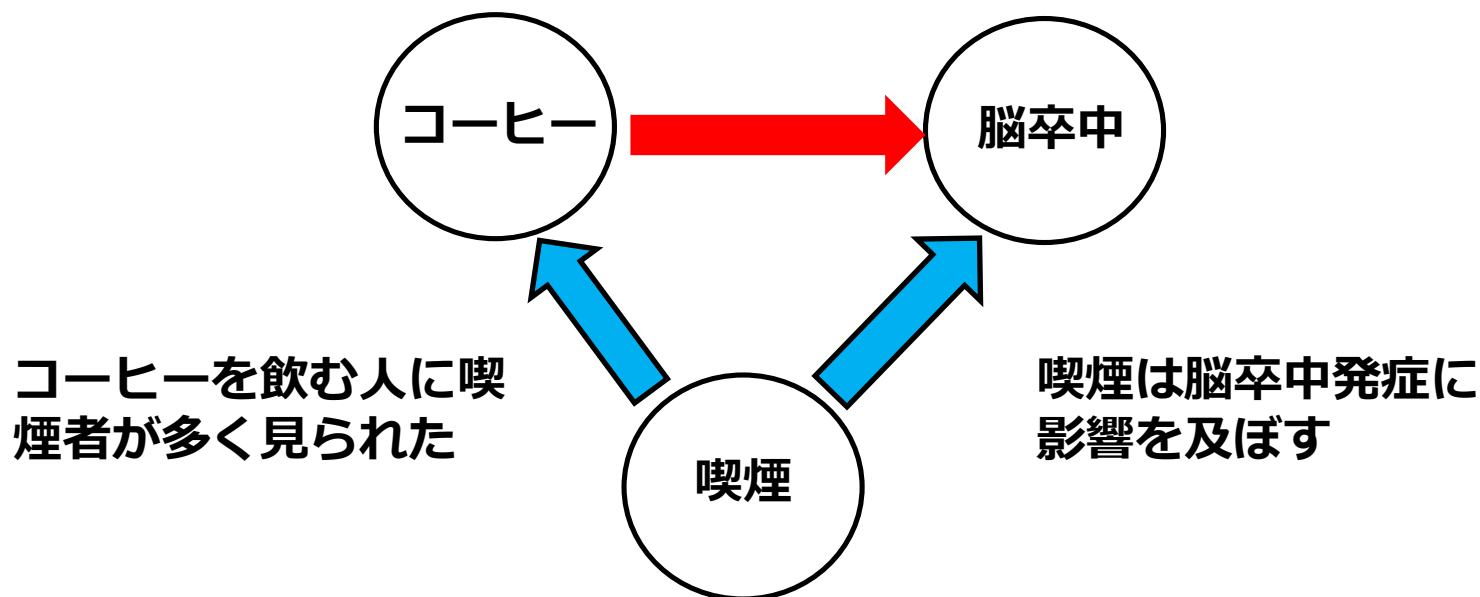 コーヒー
脳卒中
コーヒーを飲む人に喫
煙者が多く見られた
喫煙は脳卒中発症に
影響を及ぼす
喫煙